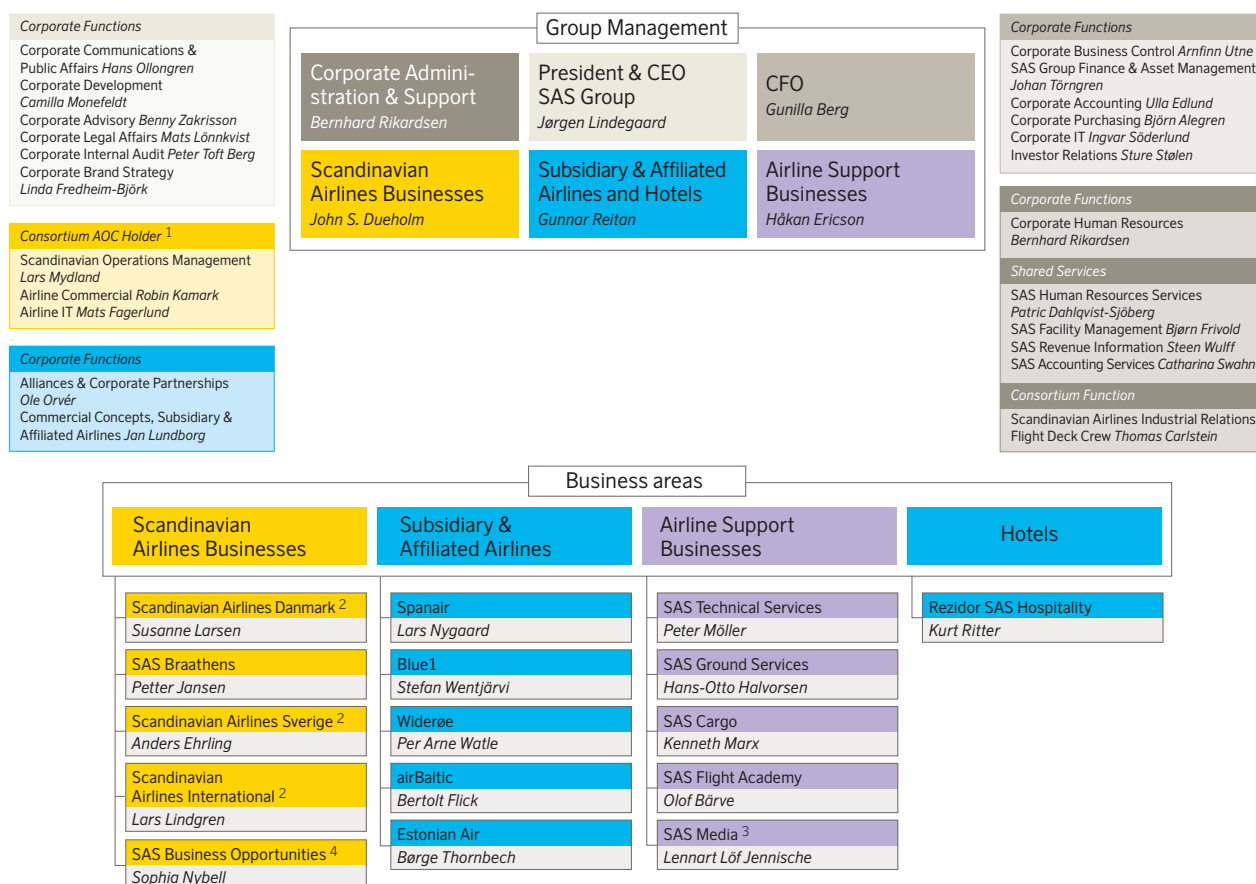 Corporate Functions
Corporate Communications &
Public Affairs Hans Ollongren
Corporate Development
Camilla Monefeldt
Corporate Advisory Benny Zakrisson
Corporate Legal Affairs Mats Lönnkvist
Corporate Internal Audit Peter Toft Berg
Corporate Brand Strategy
Linda Fredheim-Björk
Consortium AOC Holder 1
Scandinavian Operations Management
Lars Mydland
Airline Commercial Robin Kamark
Airline IT Mats Fagerlund
Corporate Functions
Alliances & Corporate Partnerships
Ole Orvér
Commercial Concepts, Subsidiary &
Affiliated Airlines Jan Lundborg
Group Management
Corporate Admini-
stration & Support
Bernhard Rikardsen
President & CEO
SAS Group
Jørgen Lindegaard
CFO
Gunilla Berg
Scandinavian
Airlines Businesses
John S. Dueholm
Subsidiary & Affiliated
Airlines and Hotels
Gunnar Reitan
Airline Support
Businesses
Håkan Ericson
Corporate Functions
Corporate Business Control Arnfinn Utne
SAS Group Finance & Asset Management
Johan Törngren
Corporate Accounting Ulla Edlund
Corporate Purchasing Björn Alegren
Corporate IT Ingvar Söderlund
Investor Relations Sture Stølen
Corporate Functions
Corporate Human Resources
Bernhard Rikardsen
Shared Services
SAS Human Resources Services
Patric Dahlqvist-Sjöberg
SAS Facility Management Bjørn Frivold
SAS Revenue Information Steen Wulff
SAS Accounting Services Catharina Swahn
Consortium Function
Scandinavian Airlines Industrial Relations
Flight Deck Crew Thomas Carlstein
Business areas
Scandinavian
Airlines Businesses
Subsidiary &
Affiliated Airlines
Airline Support
Businesses
Hotels
Scandinavian Airlines Danmark 2
Susanne Larsen
SAS Braathens
Petter Jansen
Scandinavian Airlines Sverige 2
Anders Ehrling
Scandinavian
Airlines International 2
Lars Lindgren
SAS Business Opportunities 4
Sophia Nybell
Spanair
Lars Nygaard
Blue1
Stefan Wentjärvi
Widerøe
Per Arne Watle
airBaltic
Bertolt Flick
Estonian Air
Børge Thornbech
SAS Technical Services
Peter Möller
SAS Ground Services
Hans-Otto Halvorsen
SAS Cargo
Kenneth Marx
SAS Flight Academy
Olof Bärve
SAS Media 3
Lennart Löf Jennische
Rezidor SAS Hospitality
Kurt Ritter